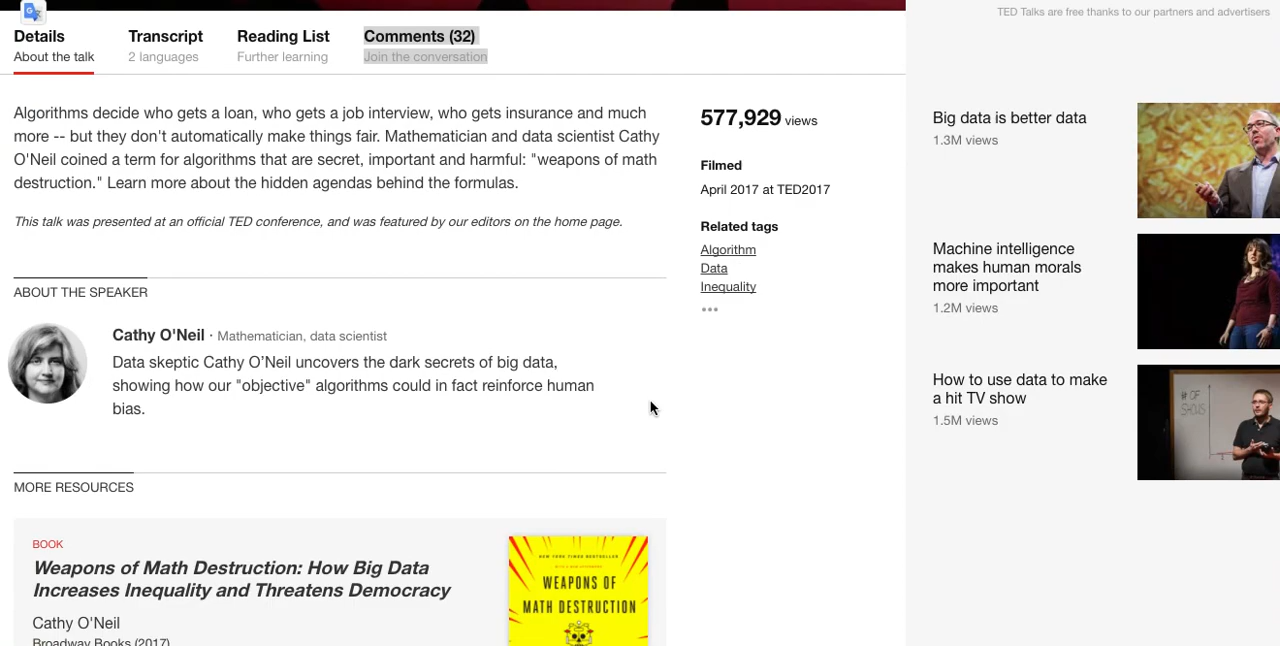 TED Talks are free thanks to our partners and advertisers
Details
About the talk
Transcript
2 languages
Reading List
Further learning
Comments (32)
Join the conversation
Algorithms decide who gets a loan, who gets a job interview, who gets insurance and much
more -- but they don't automatically make things fair. Mathematician and data scientist Cathy
O'Neil coined a term for algorithms that are secret, important and harmful: "weapons of math
destruction." Learn more about the hidden agendas behind the formulas.
This talk was presented at an official TED conference, and was featured by our editors on the home page.
ABOUT THE SPEAKER
Cathy O'Neil · Mathematician, data scientist
Data skeptic Cathy O’Neil uncovers the dark secrets of big data,
showing how our "objective" algorithms could in fact reinforce human
bias.
MORE RESOURCES
BOOK
Weapons of Math Destruction: How Big Data
Increases Inequality and Threatens Democracy
Cathy O'Neil
Broadway Books (2017)
NEW YORK TIMES BESTSELLER
WEAPONS OF
MATH DESTRUCTION
577,929 views
Filmed
April 2017 at TED2017
Related tags
Algorithm
Data
Inequality
Big data is better data
1.3M views
Machine intelligence
makes human morals
more important
1.2M views
How to use data to make
a hit TV show
1.5M views
# OF
SHOWS